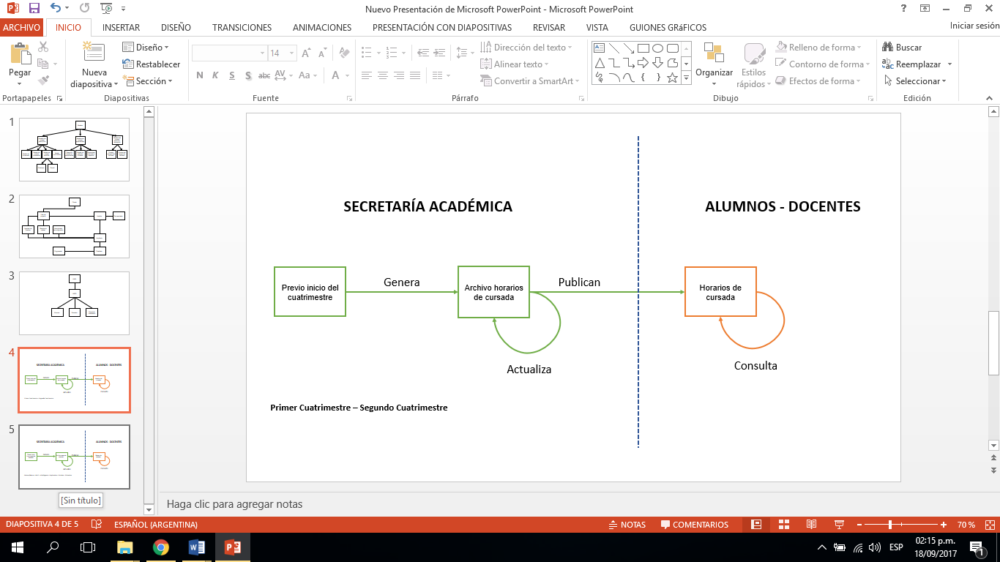 Nuevo Presentación de Microsoft PowerPoint - Microsoft PowerPoint
?
ARCHIVO INICIO INSERTAR DISEÑO TRANSICIONES ANIMACIONES PRESENTACIÓN CON DIAPOSITIVAS REVISAR VISTA GUIONES GRáFICOS Iniciar sesión
Pegar
Portapapeles
Nueva diapositiva
Diseño
Restablecer
Sección
Diapositivas
14
N K S S abc AV Aa A
Fuente
Dirección del texto
Alinear texto
Convertir a SmartArt
Párrafo
Organizar
Estilos rápidos
Relleno de forma
Contorno de forma
Efectos de forma
Dibujo
Buscar
Reemplazar
Seleccionar
Edición
1
2
3
4
SECRETARÍA ACADÉMICA ALUMNOS - DOCENTES
5
SECRETARÍA ACADÉMICA ALUMNOS - DOCENTES
[Sin título]
SECRETARÍA ACADÉMICA
ALUMNOS - DOCENTES
Previo inicio del
cuatrimestre
Genera
Archivo horarios
de cursada
Publican
Horarios de
cursada
Actualiza
Consulta
Primer Cuatrimestre – Segundo Cuatrimestre
Haga clic para agregar notas
DIAPOSITIVA 4 DE 5 ESPAÑOL (ARGENTINA) NOTAS COMENTARIOS 70 %
ESP
02:15 p.m.
18/09/2017
1